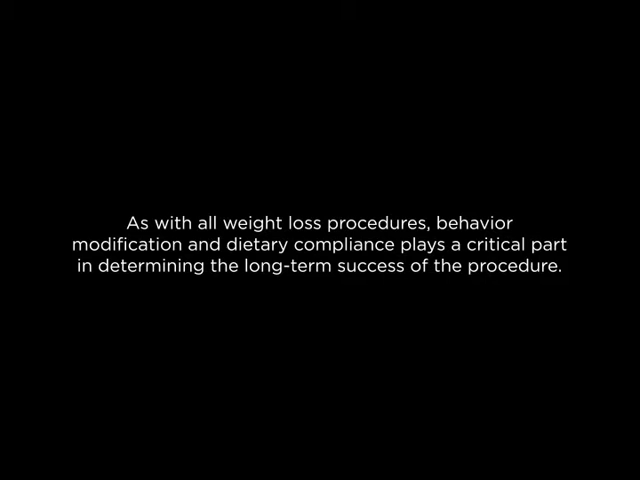 As with all weight loss procedures, behavior
modification and dietary compliance plays a critical part
in determining the long-term success of the procedure.